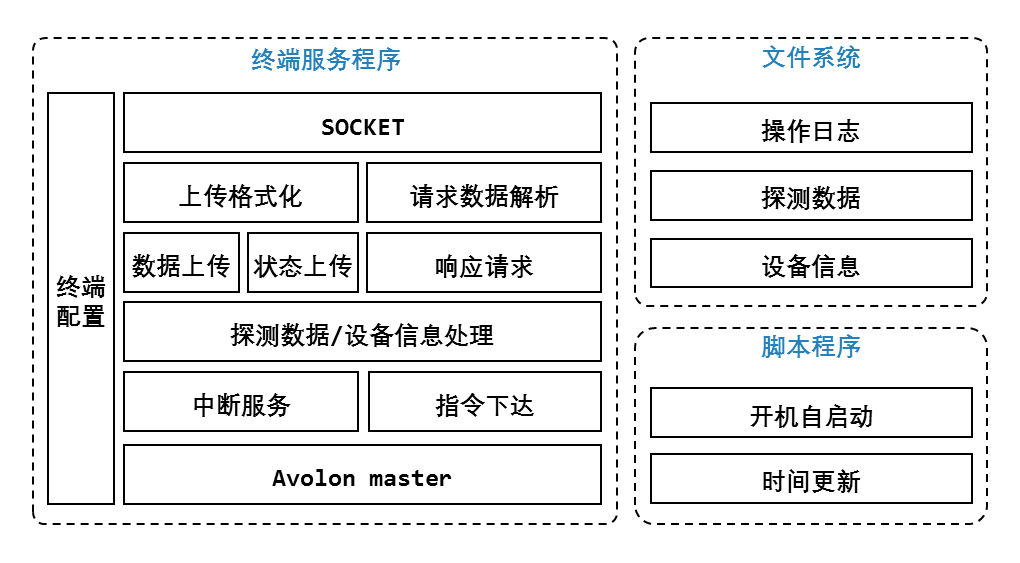 终端服务程序
终端
配置
SOCKET
上传格式化
请求数据解析
数据上传
状态上传
响应请求
探测数据/设备信息处理
中断服务
指令下达
Avolon master
文件系统
操作日志
探测数据
设备信息
脚本程序
开机自启动
时间更新